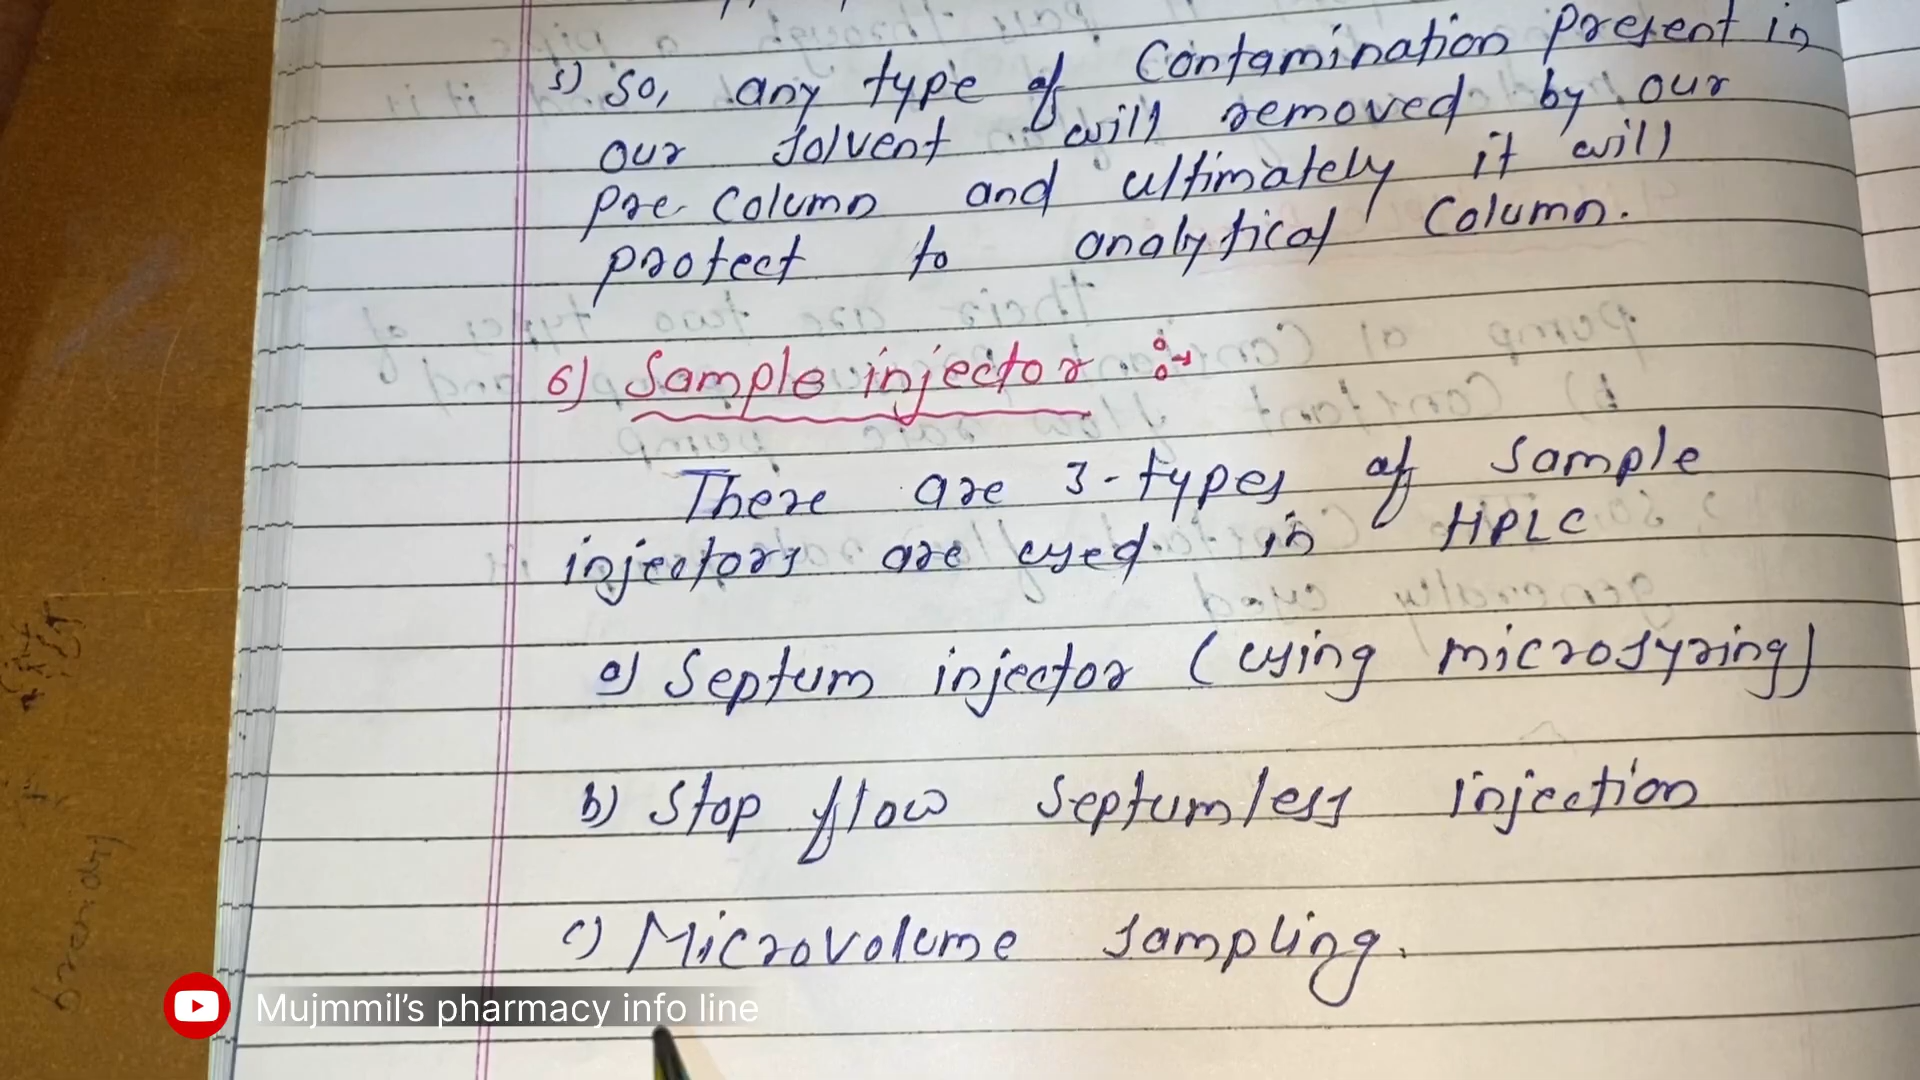 5) So, any type of Contamination present in
our solvent will removed by our
pre-Column and ultimately it will
protect to analytical Column.
6) Sample injector :→
There are 3-types of sample
injectors are used in HPLC
a) Septum injector (using microsyring)
b) Stop flow Septumless injection
c) Microvolume sampling.
Mujmmil's pharmacy info line